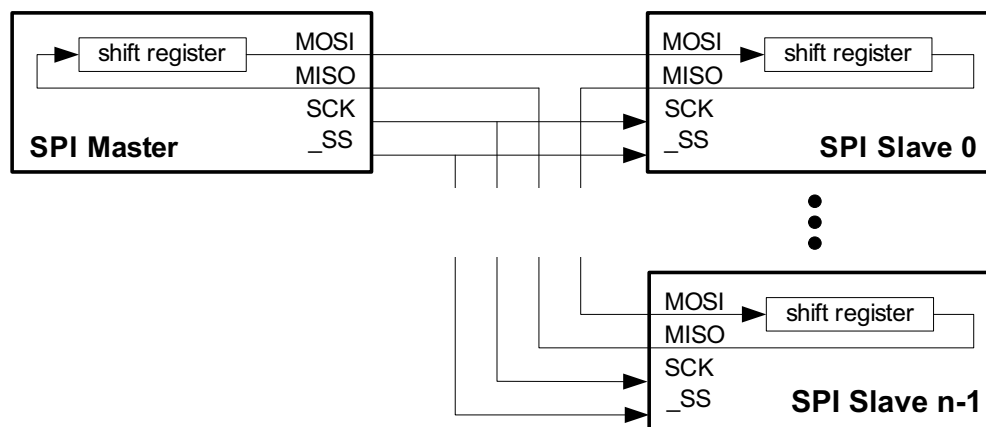 shift register
MOSI
MISO
SCK
_SS
SPI Master
MOSI
shift register
MISO
SCK
_SS
SPI Slave 0
MOSI
shift register
MISO
SCK
_SS
SPI Slave n-1